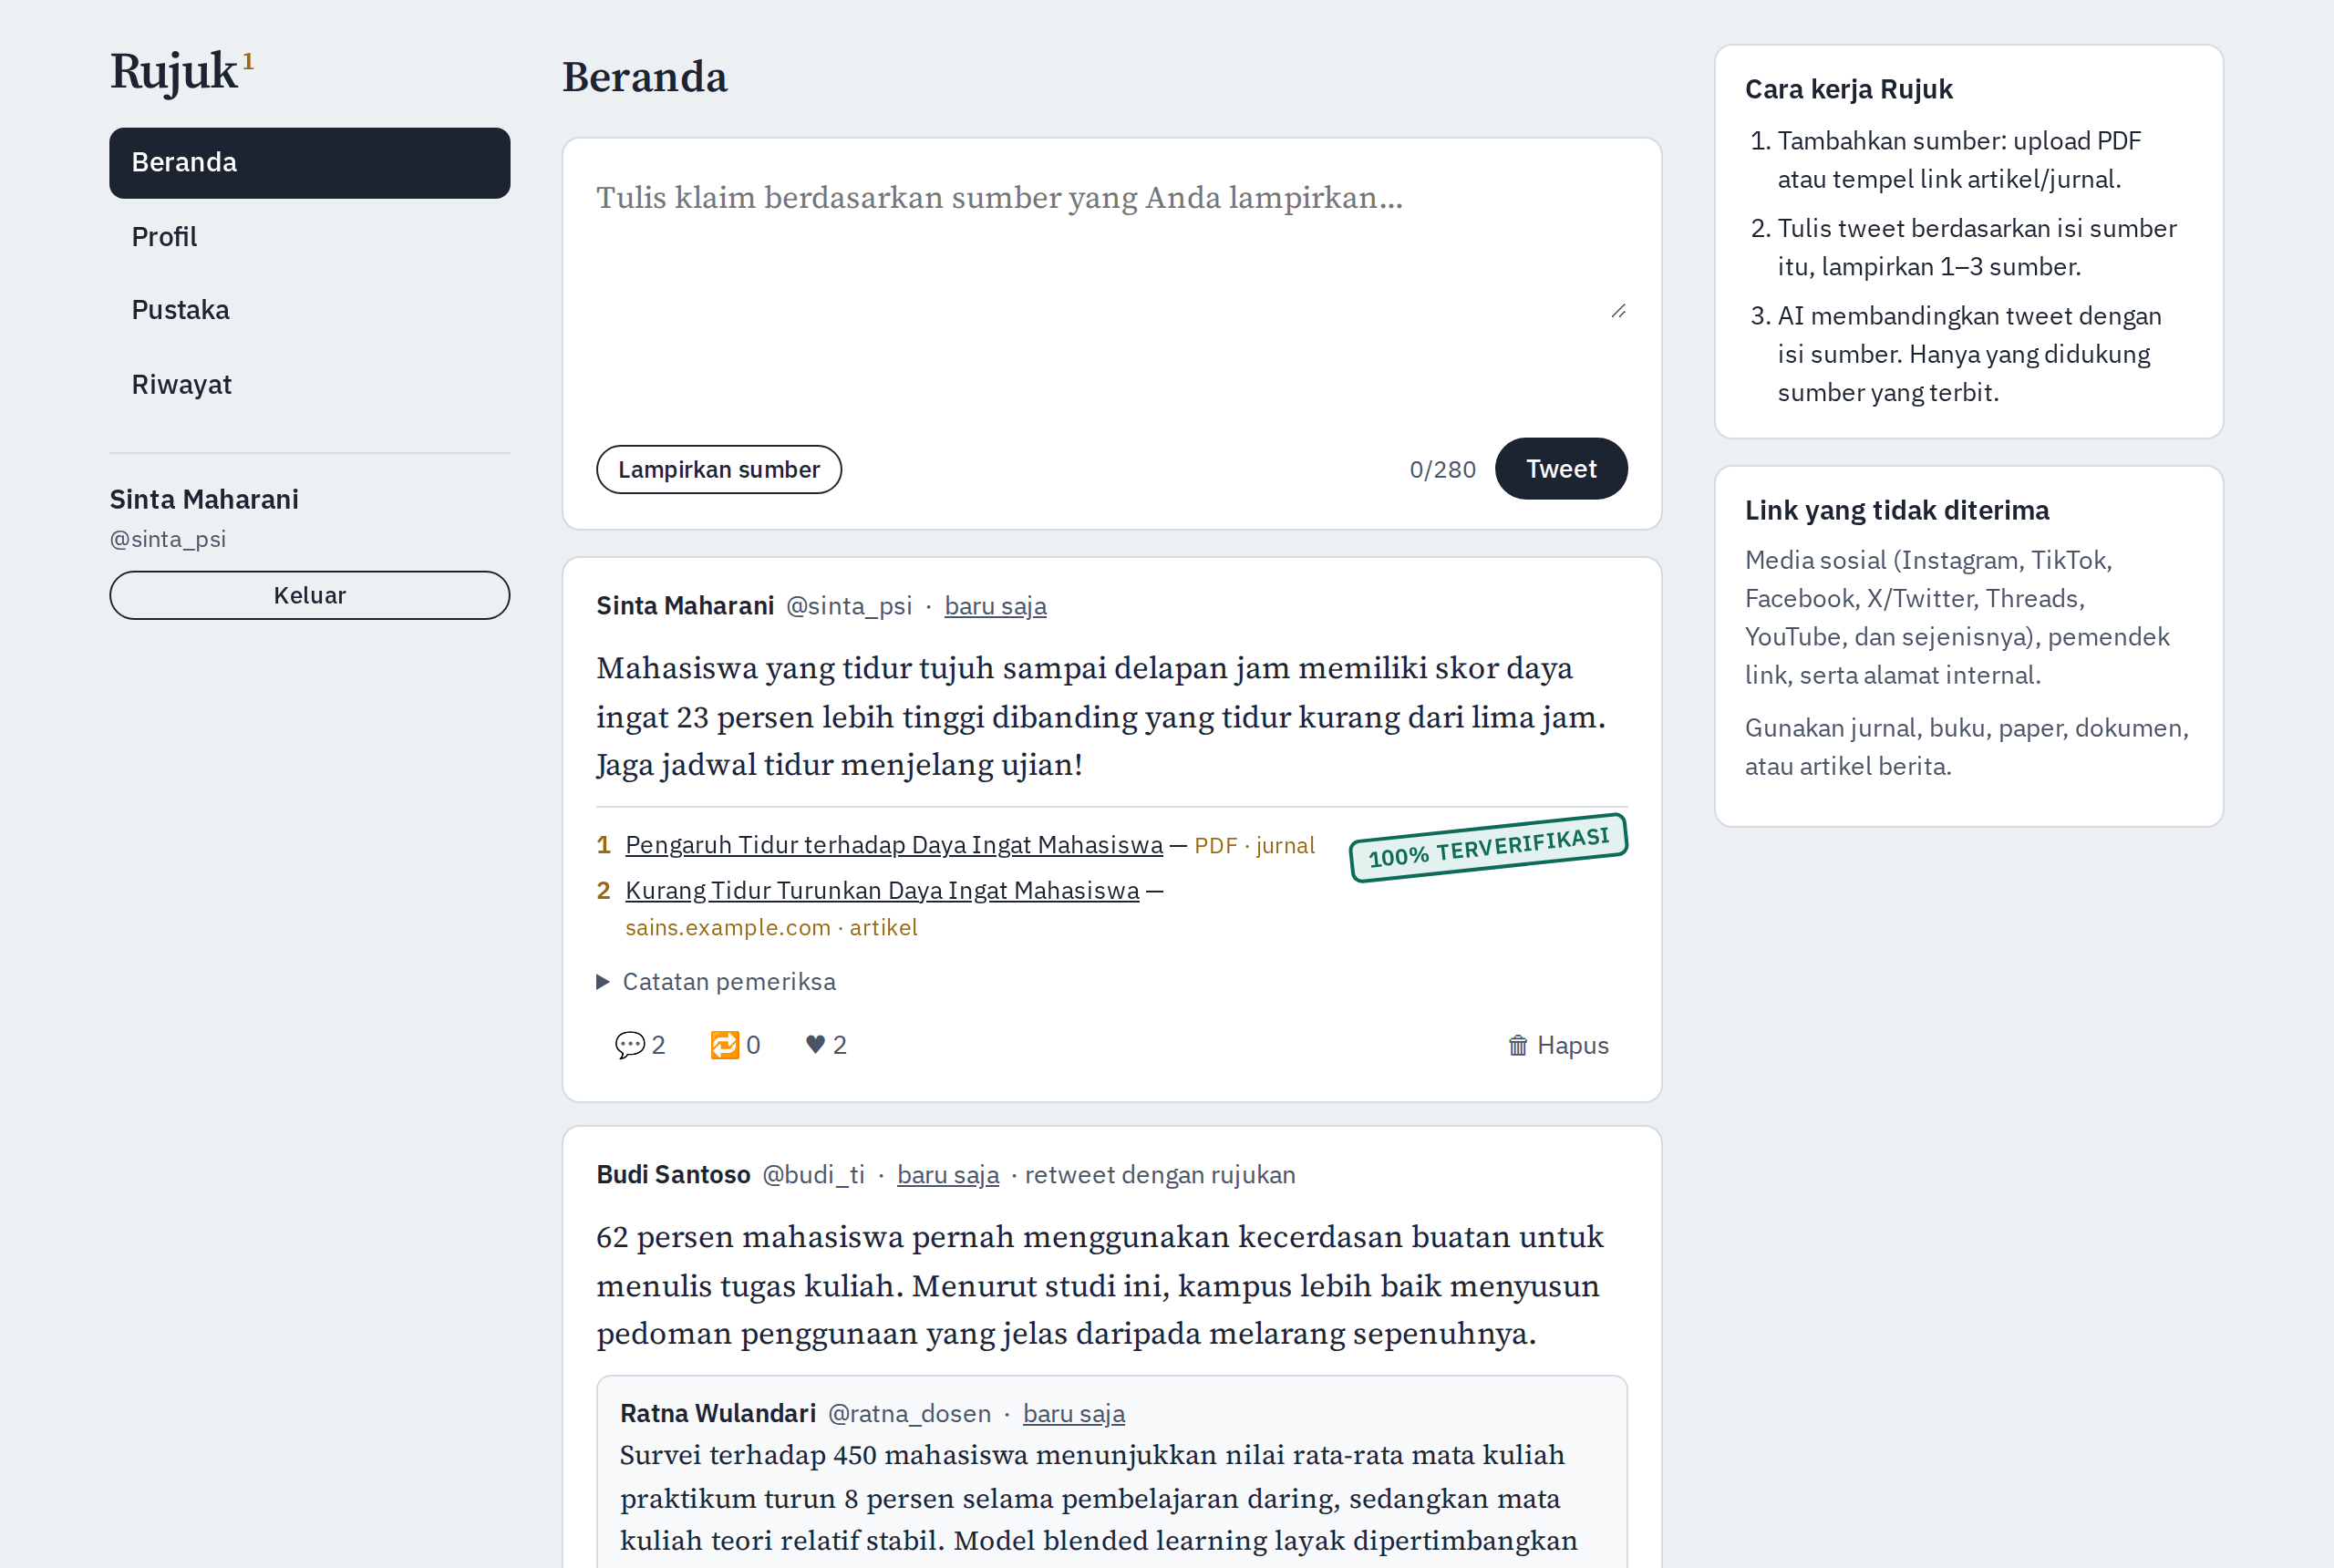 Rujuk¹
Beranda
Profil
Pustaka
Riwayat
Sinta Maharani
@sinta_psi
Keluar
Beranda
Tulis klaim berdasarkan sumber yang Anda lampirkan...
Lampirkan sumber
0/280
Tweet
Sinta Maharani @sinta_psi · baru saja
Mahasiswa yang tidur tujuh sampai delapan jam memiliki skor daya
ingat 23 persen lebih tinggi dibanding yang tidur kurang dari lima jam.
Jaga jadwal tidur menjelang ujian!
1 Pengaruh Tidur terhadap Daya Ingat Mahasiswa — PDF · jurnal
100% TERVERIFIKASI
2 Kurang Tidur Turunkan Daya Ingat Mahasiswa —
sains.example.com · artikel
▶ Catatan pemeriksa
💬 2 🔁 0 ♥ 2
🗑 Hapus
Budi Santoso @budi_ti · baru saja · retweet dengan rujukan
62 persen mahasiswa pernah menggunakan kecerdasan buatan untuk
menulis tugas kuliah. Menurut studi ini, kampus lebih baik menyusun
pedoman penggunaan yang jelas daripada melarang sepenuhnya.
Ratna Wulandari @ratna_dosen · baru saja
Survei terhadap 450 mahasiswa menunjukkan nilai rata-rata mata kuliah
praktikum turun 8 persen selama pembelajaran daring, sedangkan mata
kuliah teori relatif stabil. Model blended learning layak dipertimbangkan
Cara kerja Rujuk
1. Tambahkan sumber: upload PDF
atau tempel link artikel/jurnal.
2. Tulis tweet berdasarkan isi sumber
itu, lampirkan 1–3 sumber.
3. AI membandingkan tweet dengan
isi sumber. Hanya yang didukung
sumber yang terbit.
Link yang tidak diterima
Media sosial (Instagram, TikTok,
Facebook, X/Twitter, Threads,
YouTube, dan sejenisnya), pemendek
link, serta alamat internal.
Gunakan jurnal, buku, paper, dokumen,
atau artikel berita.